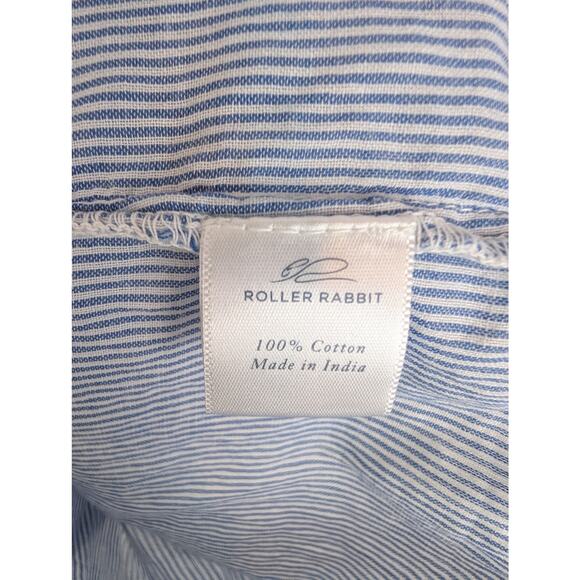 ROLLER RABBIT
100% Cotton
Made in India